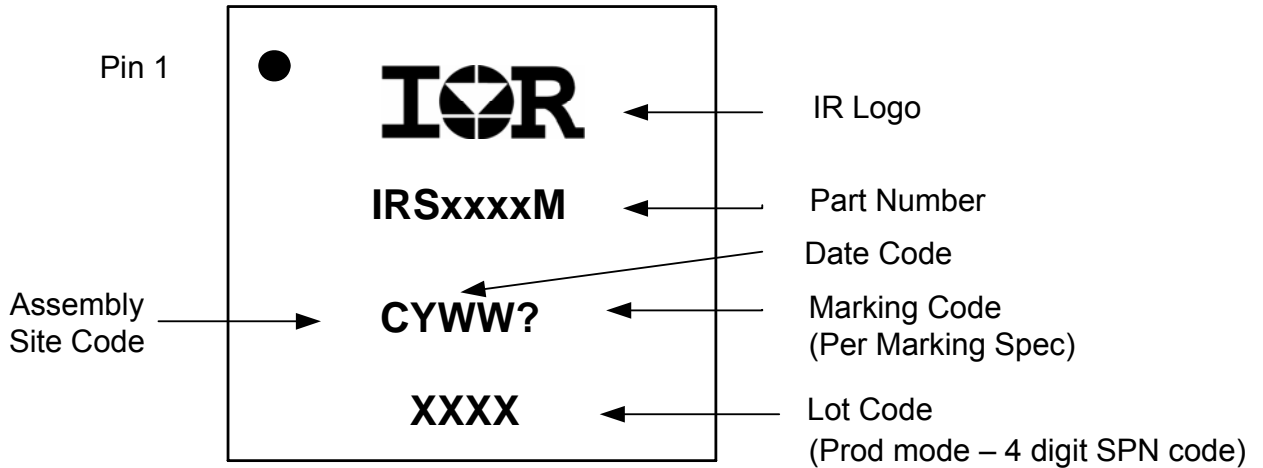 Pin 1
IOR
IR Logo
IRSxxxxM
Part Number
Date Code
Assembly
Site Code
CYWW?
Marking Code
(Per Marking Spec)
XXXX
Lot Code
(Prod mode – 4 digit SPN code)